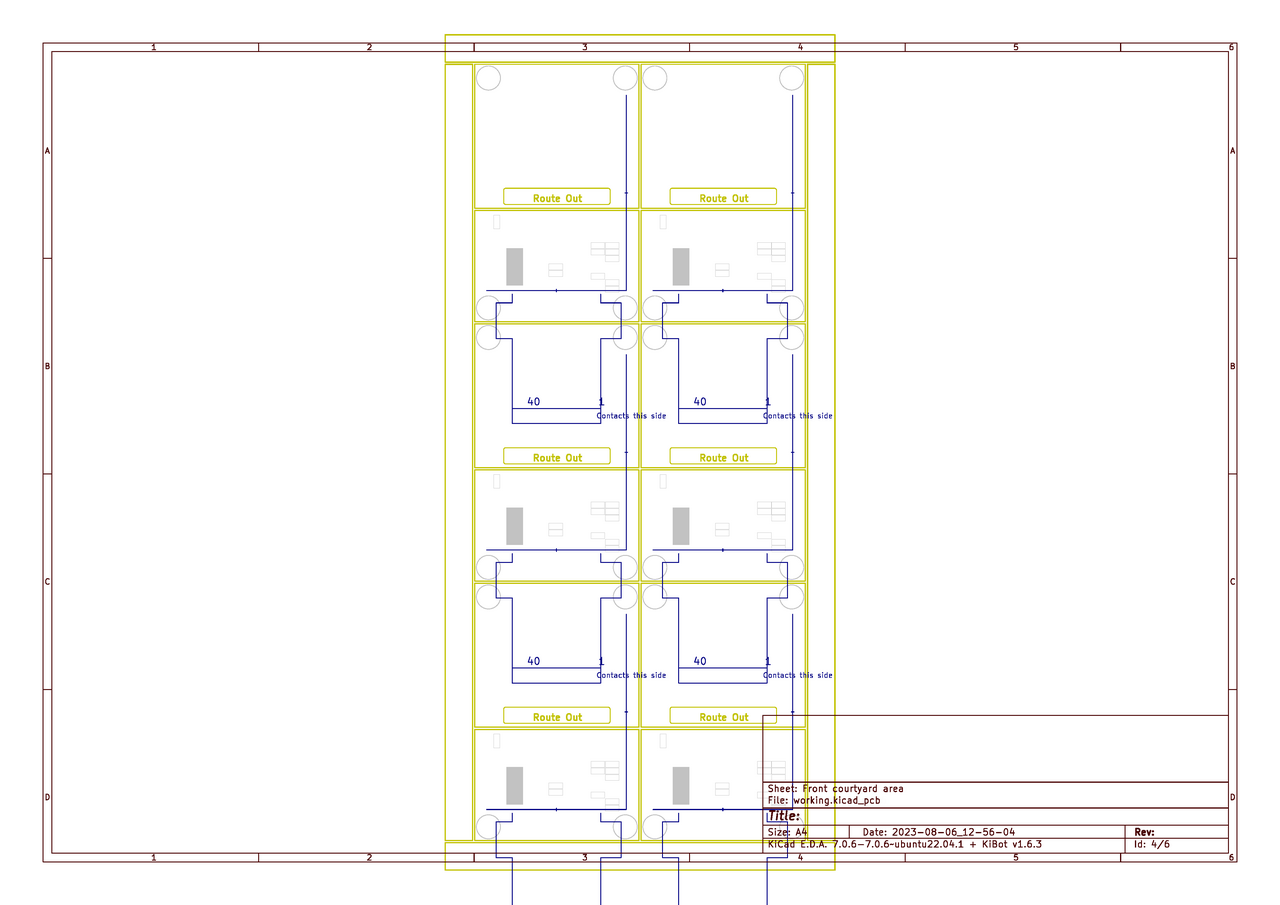 1 2 3 4 5 6
A A
Route Out Route Out
B B
40 1 40 1
Contacts this side Contacts this side
Route Out Route Out
C C
40 1 40 1
Contacts this side Contacts this side
Route Out Route Out
Sheet: Front courtyard area
D D
File: working.kicad_pcb
Title:
Size: A4 Date: 2023-08-06_12-56-04 Rev:
KiCad E.D.A. 7.0.6-7.0.6~ubuntu22.04.1 + KiBot v1.6.3 Id: 4/6
1 2 3 4 5 6